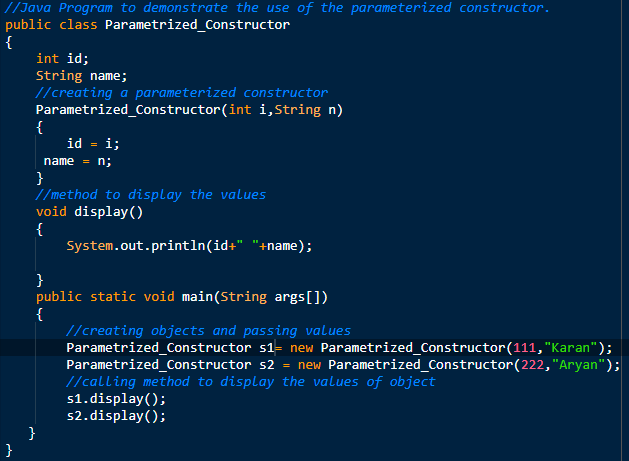 //Java Program to demonstrate the use of the parameterized constructor.
public class Parametrized_Constructor
{
    int id;
    String name;
    //creating a parameterized constructor
    Parametrized_Constructor(int i,String n)
    {
        id = i;
     name = n;
    }
    //method to display the values
    void display()
    {
        System.out.println(id+" "+name);

    }
    public static void main(String args[])
    {
        //creating objects and passing values
        Parametrized_Constructor s1= new Parametrized_Constructor(111,"Karan");
        Parametrized_Constructor s2 = new Parametrized_Constructor(222,"Aryan");
        //calling method to display the values of object
        s1.display();
        s2.display();
   }
}